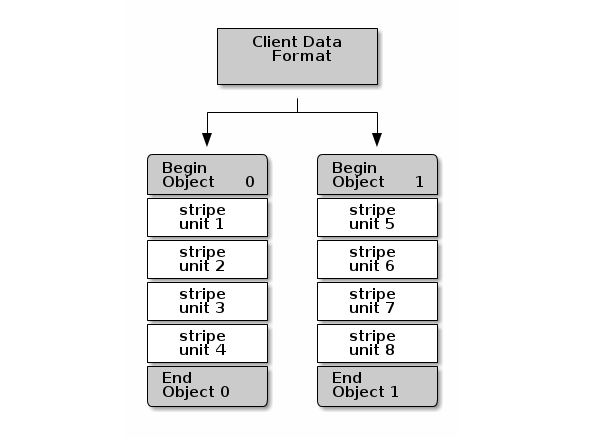 Client Data
Format
Begin
Object 0
stripe
unit 1
stripe
unit 2
stripe
unit 3
stripe
unit 4
End
Object 0
Begin
Object 1
stripe
unit 5
stripe
unit 6
stripe
unit 7
stripe
unit 8
End
Object 1